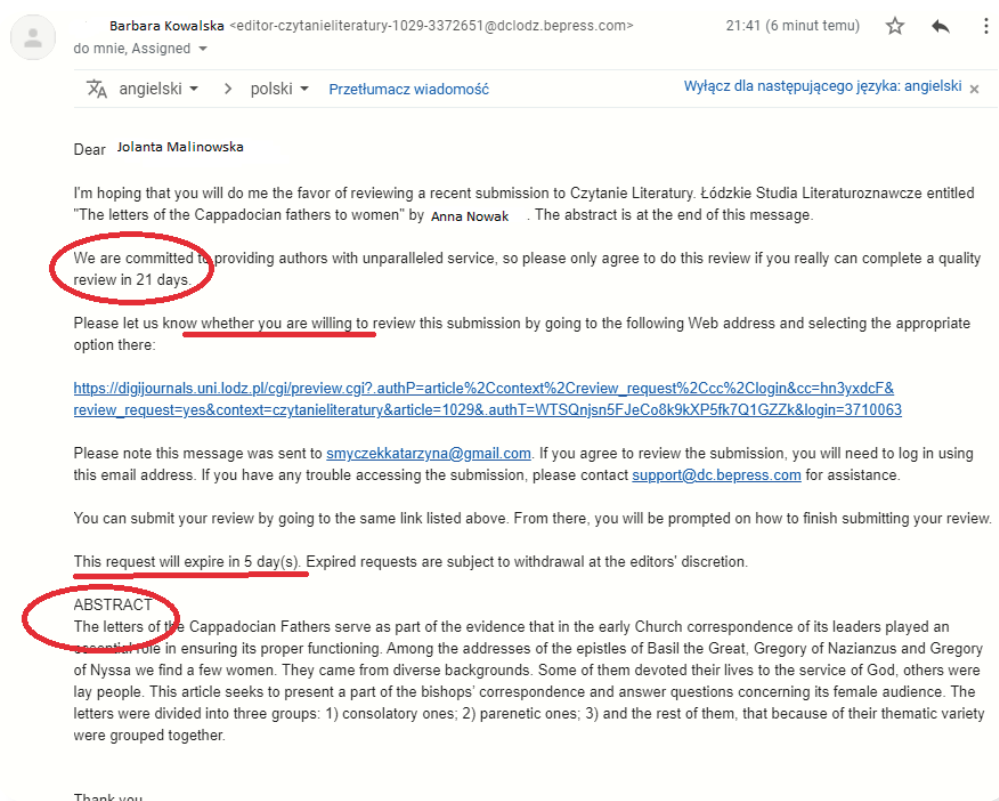 Barbara Kowalska <editor-czytanieliteratury-1029-3372651@dclodz.bepress.com> 21:41 (6 minut temu)
do mnie, Assigned
angielski > polski Przetłumacz wiadomość Wyłącz dla następującego języka: angielski x
Dear Jolanta Malinowska
I'm hoping that you will do me the favor of reviewing a recent submission to Czytanie Literatury. Łódzkie Studia Literaturoznawcze entitled
"The letters of the Cappadocian fathers to women" by Anna Nowak . The abstract is at the end of this message.
We are committed to providing authors with unparalleled service, so please only agree to do this review if you really can complete a quality
review in 21 days.
Please let us know whether you are willing to review this submission by going to the following Web address and selecting the appropriate
option there:
https://digijournals.uni.lodz.pl/cgi/preview.cgi?.authP=article%2Ccontext%2Creview_request%2Ccc%2Clogin&cc=hn3yxdcF&
review_request=yes&context=czytanieliteratury&article=1029&.authT=WTSQnjsn5FJeCo8k9kXP5fk7Q1GZZk&login=3710063
Please note this message was sent to smyczekkatarzyna@gmail.com. If you agree to review the submission, you will need to log in using
this email address. If you have any trouble accessing the submission, please contact support@dc.bepress.com for assistance.
You can submit your review by going to the same link listed above. From there, you will be prompted on how to finish submitting your review.
This request will expire in 5 day(s). Expired requests are subject to withdrawal at the editors' discretion.
ABSTRACT
The letters of the Cappadocian Fathers serve as part of the evidence that in the early Church correspondence of its leaders played an
essential role in ensuring its proper functioning. Among the addresses of the epistles of Basil the Great, Gregory of Nazianzus and Gregory
of Nyssa we find a few women. They came from diverse backgrounds. Some of them devoted their lives to the service of God, others were
lay people. This article seeks to present a part of the bishops' correspondence and answer questions concerning its female audience. The
letters were divided into three groups: 1) consolatory ones; 2) parenetic ones; 3) and the rest of them, that because of their thematic variety
were grouped together.
Thank you